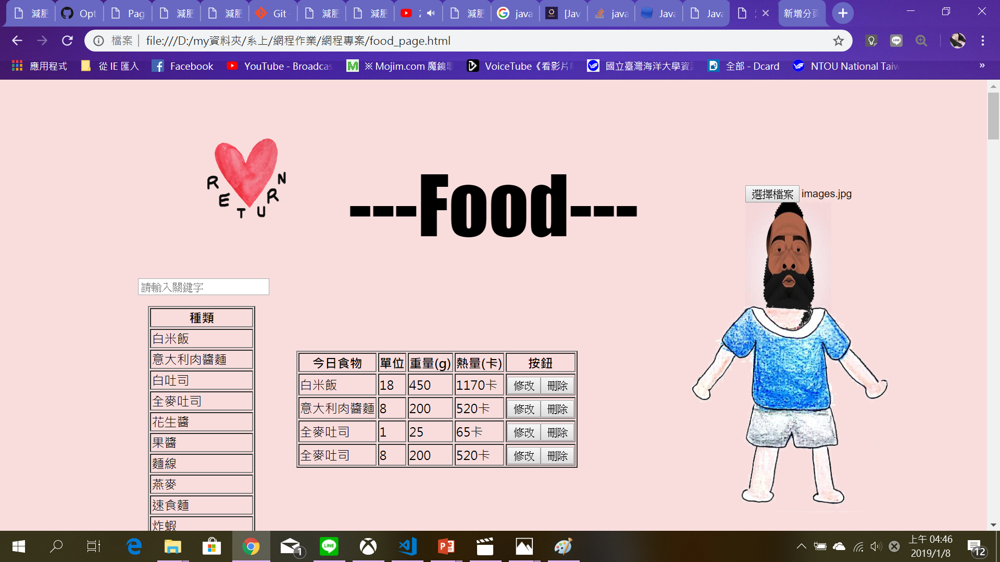 減肥 Opt Pag 減肥 減肥 Git - 減肥 減肥 減肥 java [Jav java Java Java 新增分頁
檔案 file:///D:/my資料夾/系上/網程作業/網程專案/food_page.html
應用程式 從 IE 匯入 Facebook YouTube - Broadcas ※ Mojim.com 魔鏡歌 VoiceTube《看影片學 國立臺灣海洋大學資訊 全部 - Dcard NTOU National Taiw »
RETURN
---Food---
選擇檔案 images.jpg
請輸入關鍵字
種類
白米飯
意大利肉醬麵
白吐司
全麥吐司
花生醬
果醬
麵線
燕麥
速食麵
炸蝦
今日食物 單位 重量(g) 熱量(卡) 按鈕
白米飯 18 450 1170卡 修改 刪除
意大利肉醬麵 8 200 520卡 修改 刪除
全麥吐司 1 25 65卡 修改 刪除
全麥吐司 8 200 520卡 修改 刪除
1 LINE 上午 04:46
2019/1/8 12